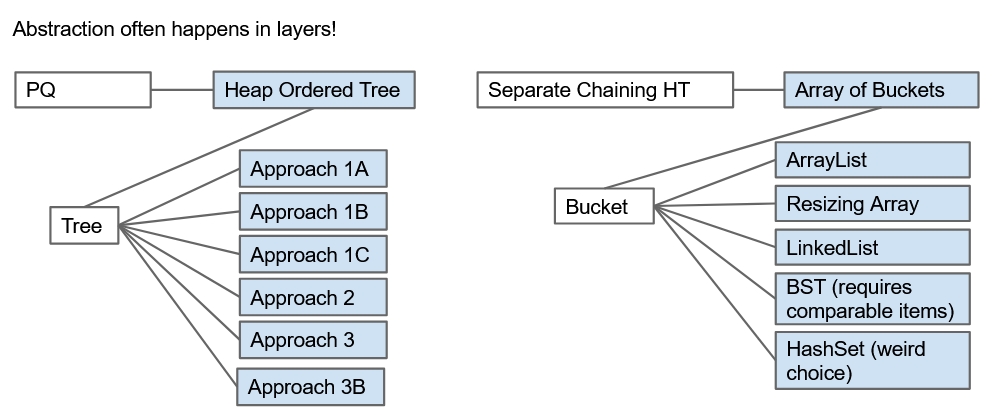 Abstraction often happens in layers!
PQ
Heap Ordered Tree
Tree
Approach 1A
Approach 1B
Approach 1C
Approach 2
Approach 3
Approach 3B
Separate Chaining HT
Array of Buckets
Bucket
ArrayList
Resizing Array
LinkedList
BST (requires
comparable items)
HashSet (weird
choice)